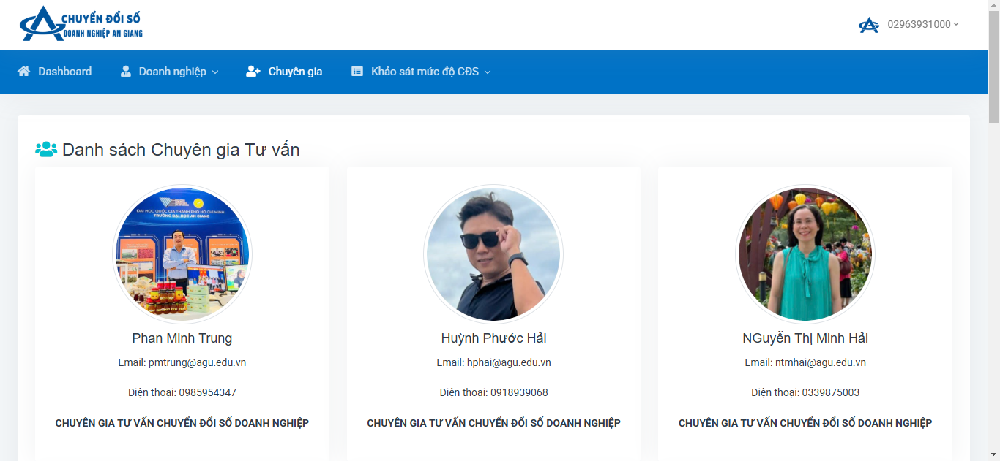 CHUYỂN ĐỔI SỐ
DOANH NGHIỆP AN GIANG
02963931000
Dashboard
Doanh nghiệp
Chuyên gia
Khảo sát mức độ CĐS
Danh sách Chuyên gia Tư vấn
ĐẠI HỌC QUỐC GIA THÀNH PHỐ HỒ CHÍ MINH
TRƯỜNG ĐẠI HỌC AN GIANG
Phan Minh Trung
Email: pmtrung@agu.edu.vn
Điện thoại: 0985954347
CHUYÊN GIA TƯ VẤN CHUYỂN ĐỔI SỐ DOANH NGHIỆP
Huỳnh Phước Hải
Email: hphai@agu.edu.vn
Điện thoại: 0918939068
CHUYÊN GIA TƯ VẤN CHUYỂN ĐỔI SỐ DOANH NGHIỆP
NGuyễn Thị Minh Hải
Email: ntmhai@agu.edu.vn
Điện thoại: 0339875003
CHUYÊN GIA TƯ VẤN CHUYỂN ĐỔI SỐ DOANH NGHIỆP